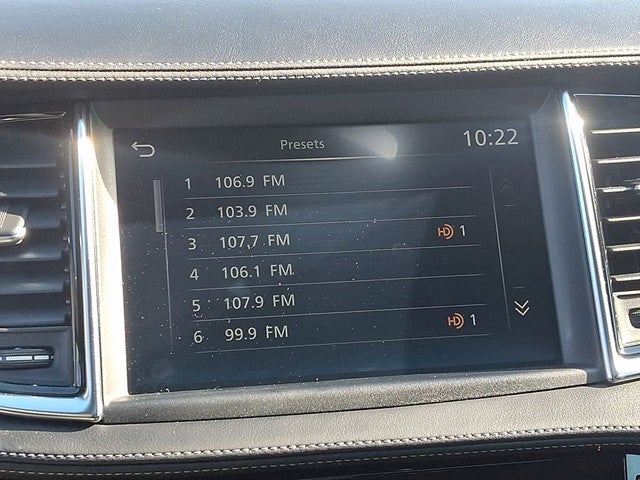 Presets 10:22
1 106.9 FM
2 103.9 FM
3 107.7 FM HD 1
4 106.1 FM
5 107.9 FM
6 99.9 FM HD 1